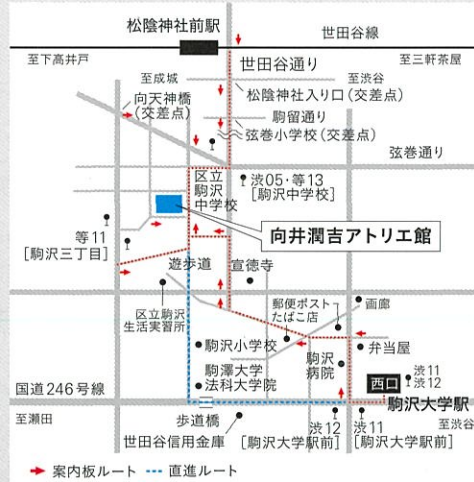 松陰神社前駅
世田谷線
至下高井戸
世田谷通り
至三軒茶屋
至成城
至渋谷
向天神橋
(交差点)
松陰神社入り口(交差点)
駒留通り
弦巻小学校(交差点)
弦巻通り
区立
駒沢
中学校
渋05・等13
[駒沢中学校]
向井潤吉アトリエ館
等11
[駒沢三丁目]
遊歩道
宣徳寺
区立駒沢
生活実習所
郵便ポスト
たばこ店
画廊
駒沢小学校
駒澤大学
法科大学院
駒沢
病院
弁当屋
西口
渋11
渋12
国道246号線
駒沢大学駅
至瀬田
歩道橋
至渋谷
世田谷信用金庫
渋12
[駒沢大学駅前]
渋11
[駒沢大学駅前]
案内板ルート
直進ルート